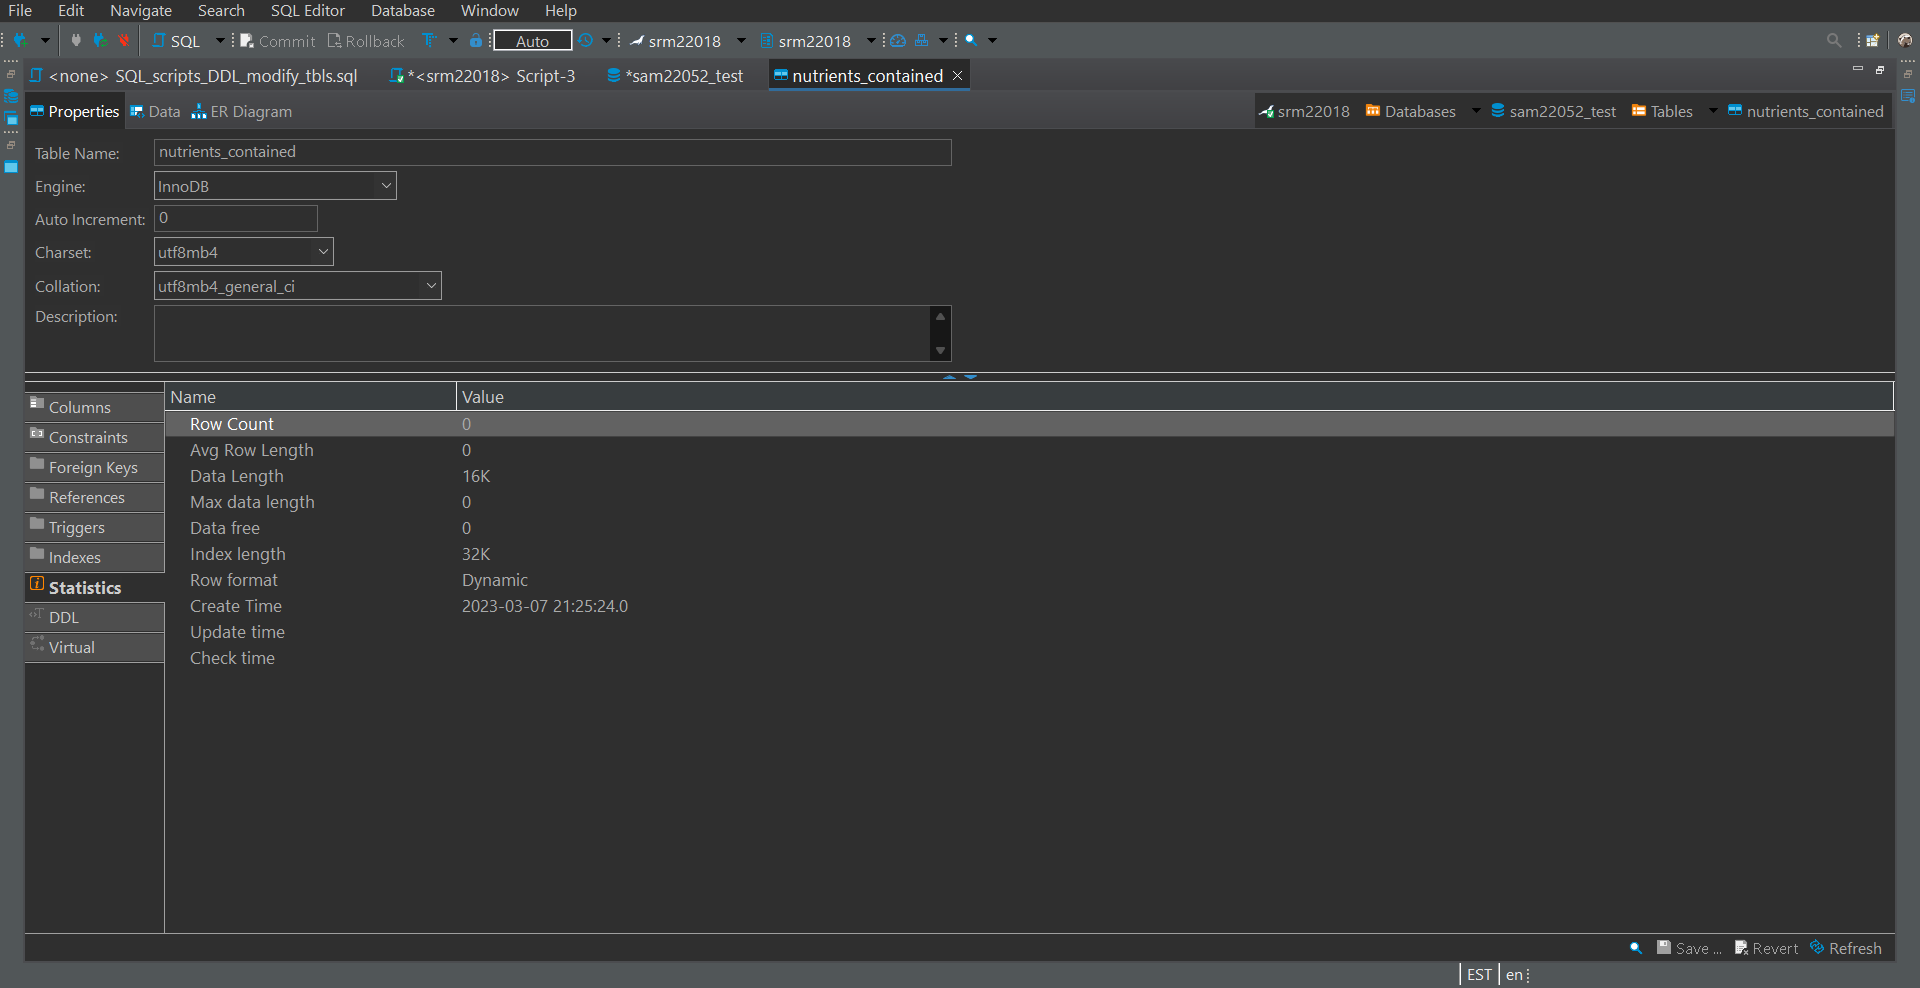 File Edit Navigate Search SQL Editor Database Window Help
SQL Commit Rollback Auto srm22018 srm22018
<none> SQL_scripts_DDL_modify_tbls.sql *<srm22018> Script-3 *sam22052_test nutrients_contained
Properties Data ER Diagram srm22018 Databases sam22052_test Tables nutrients_contained
Table Name: nutrients_contained
Engine: InnoDB
Auto Increment: 0
Charset: utf8mb4
Collation: utf8mb4_general_ci
Description:
Columns
Constraints
Foreign Keys
References
Triggers
Indexes
Statistics
DDL
Virtual
Name Value
Row Count 0
Avg Row Length 0
Data Length 16K
Max data length 0
Data free 0
Index length 32K
Row format Dynamic
Create Time 2023-03-07 21:25:24.0
Update time
Check time
Save ... Revert Refresh
EST en